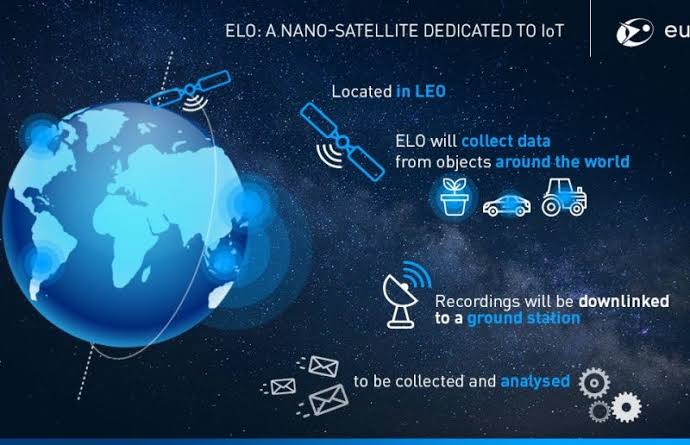 ELO: A NANO-SATELLITE DEDICATED TO IoT
eu
Located in LEO
ELO will collect data
from objects around the world
Recordings will be downlinked
to a ground station
to be collected and analysed